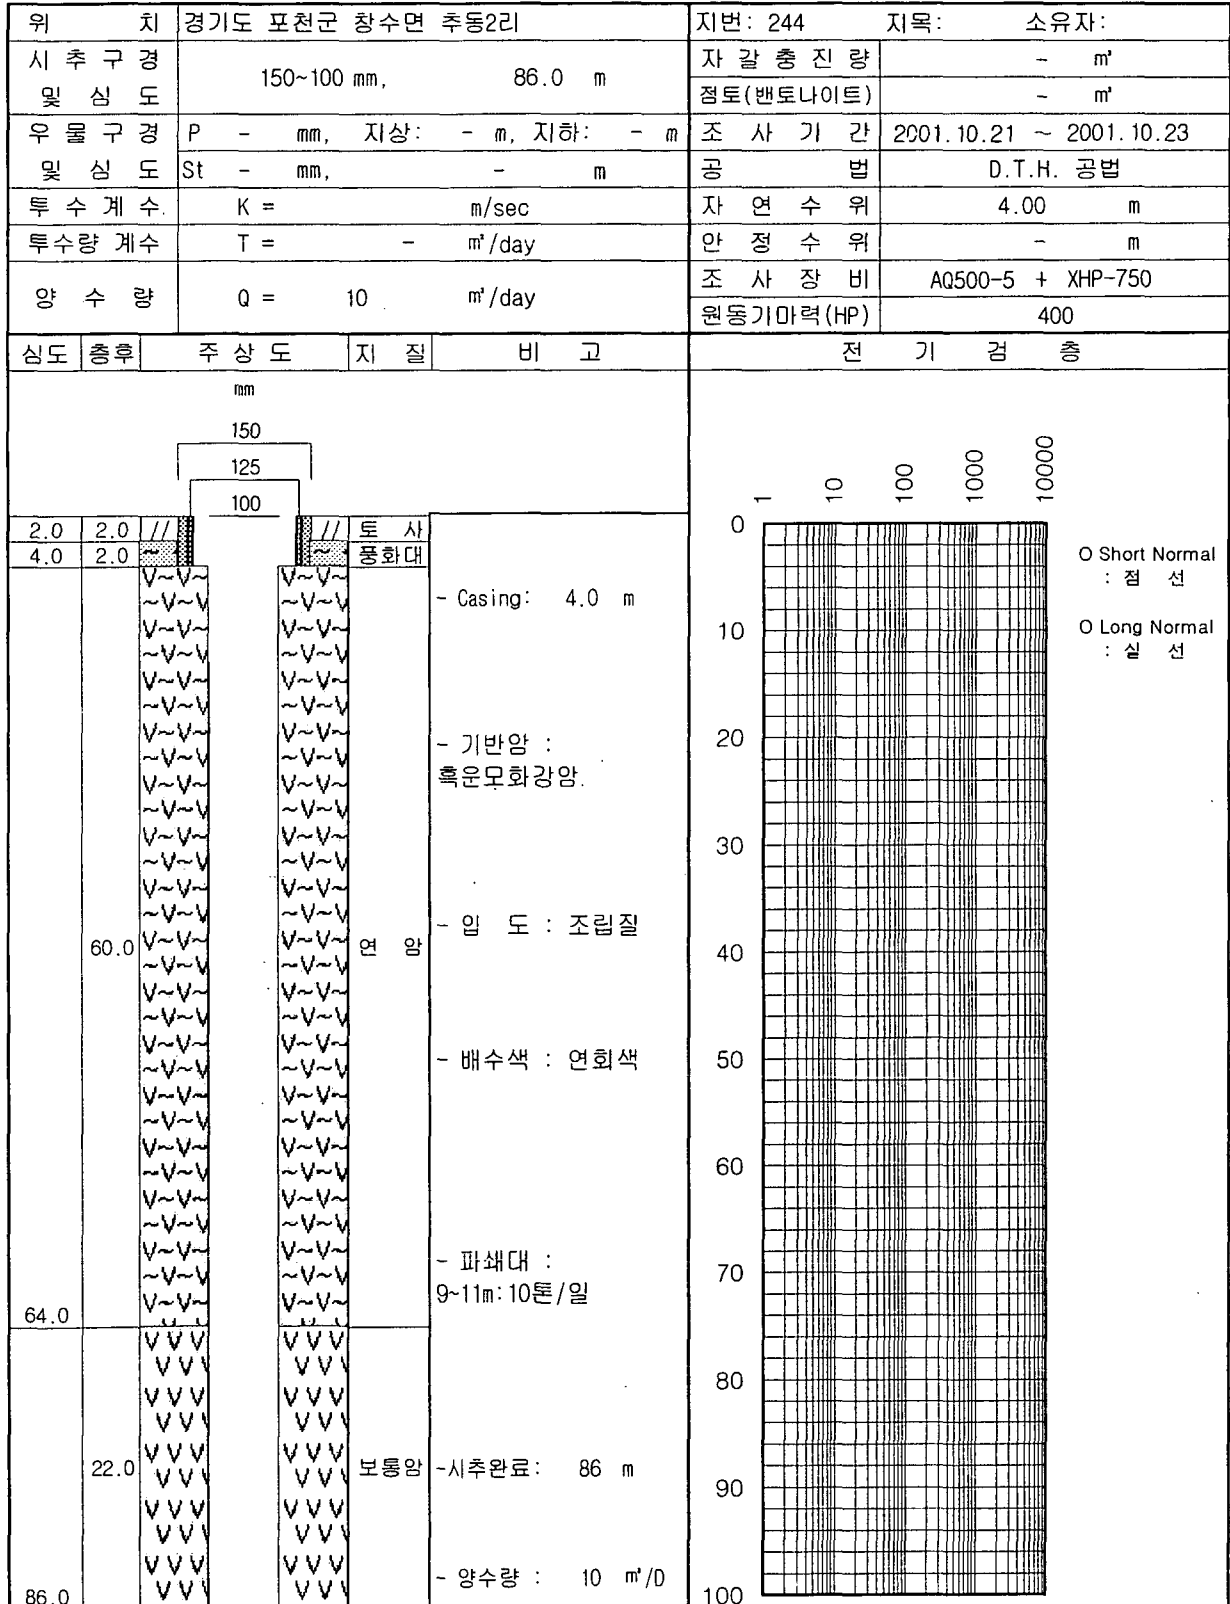 위 치 경기도 포천군 창수면 추동2리 지번: 244 지목: 소유자:
시 추 구 경 및 심 도 150~100 mm, 86.0 m
자 갈 충 진 량 - ㎥
점토(밴토나이트) - ㎥
우 물 구 경 및 심 도 P - mm, 지상: - m, 지하: - m
조 사 기 간 2001.10.21 ~ 2001.10.23
St - mm, - m
공 법 D.T.H. 공법
투 수 계 수. K = m/sec
자 연 수 위 4.00 m
투수량 계수 T = - ㎡/day
안 정 수 위 - m
양 수 량 Q = 10 ㎥/day
조 사 장 비 AQ500-5 + XHP-750
원동기마력(HP) 400
심도 층후 주 상 도 지 질 비 고 전 기 검 층
mm
150
125
100
2.0 2.0 // // 토 사
4.0 2.0 풍화대
- Casing: 4.0 m
- 기반암 :
흑운모화강암.
- 입 도 : 조립질
60.0 연 암
- 배수색 : 연회색
- 파쇄대 :
9~11m:10톤/일
64.0
22.0 보통암 -시추완료: 86 m
- 양수량 : 10 ㎥/D
86.0
1 10 100 1000 10000
0
10
20
30
40
50
60
70
80
90
100
O Short Normal
: 점 선
O Long Normal
: 실 선